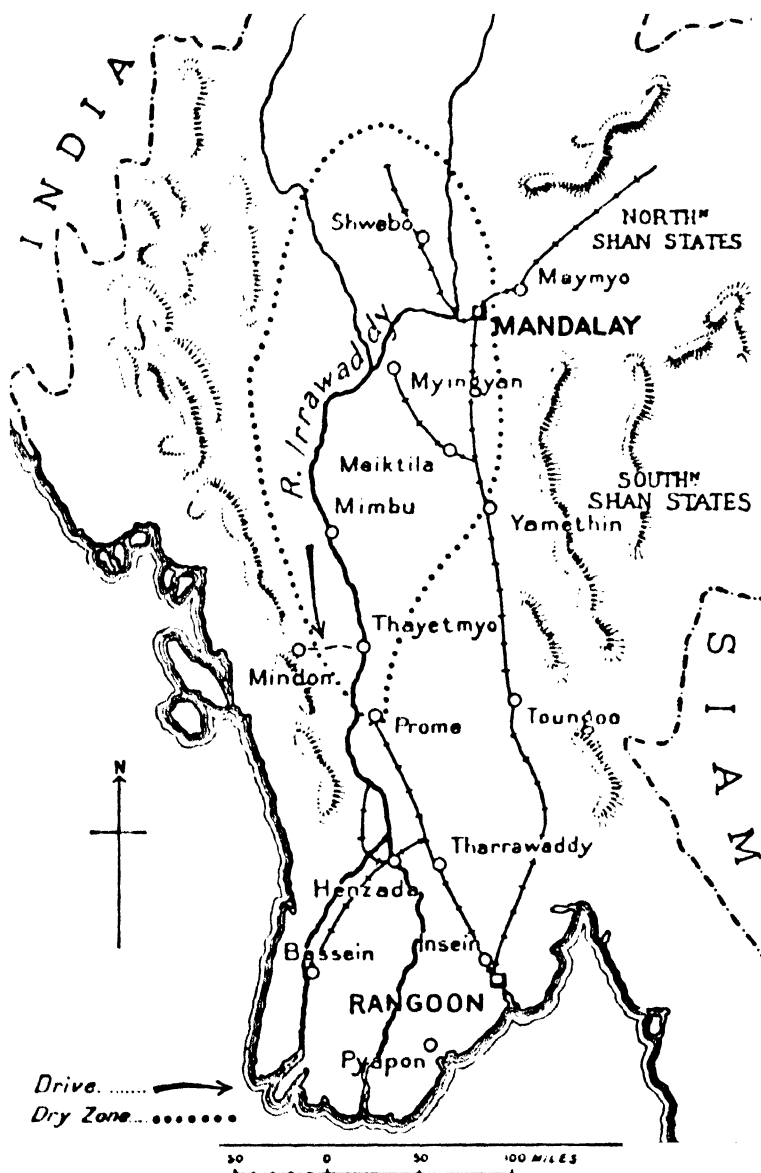 INDIA
NORTHᴺ
SHAN STATES
Shwebo
Maymyo
MANDALAY
R. Irrawaddy
Myingyan
Meiktila
SOUTHᴺ
SHAN STATES
Mimbu
Yamethin
Thayetmyo
SIAM
Mindon
Prome
Toungoo
N
Tharrawaddy
Henzada
Bassein
Insein
RANGOON
Pyapon
Drive
Dry Zone
50 0 50 100 MILES